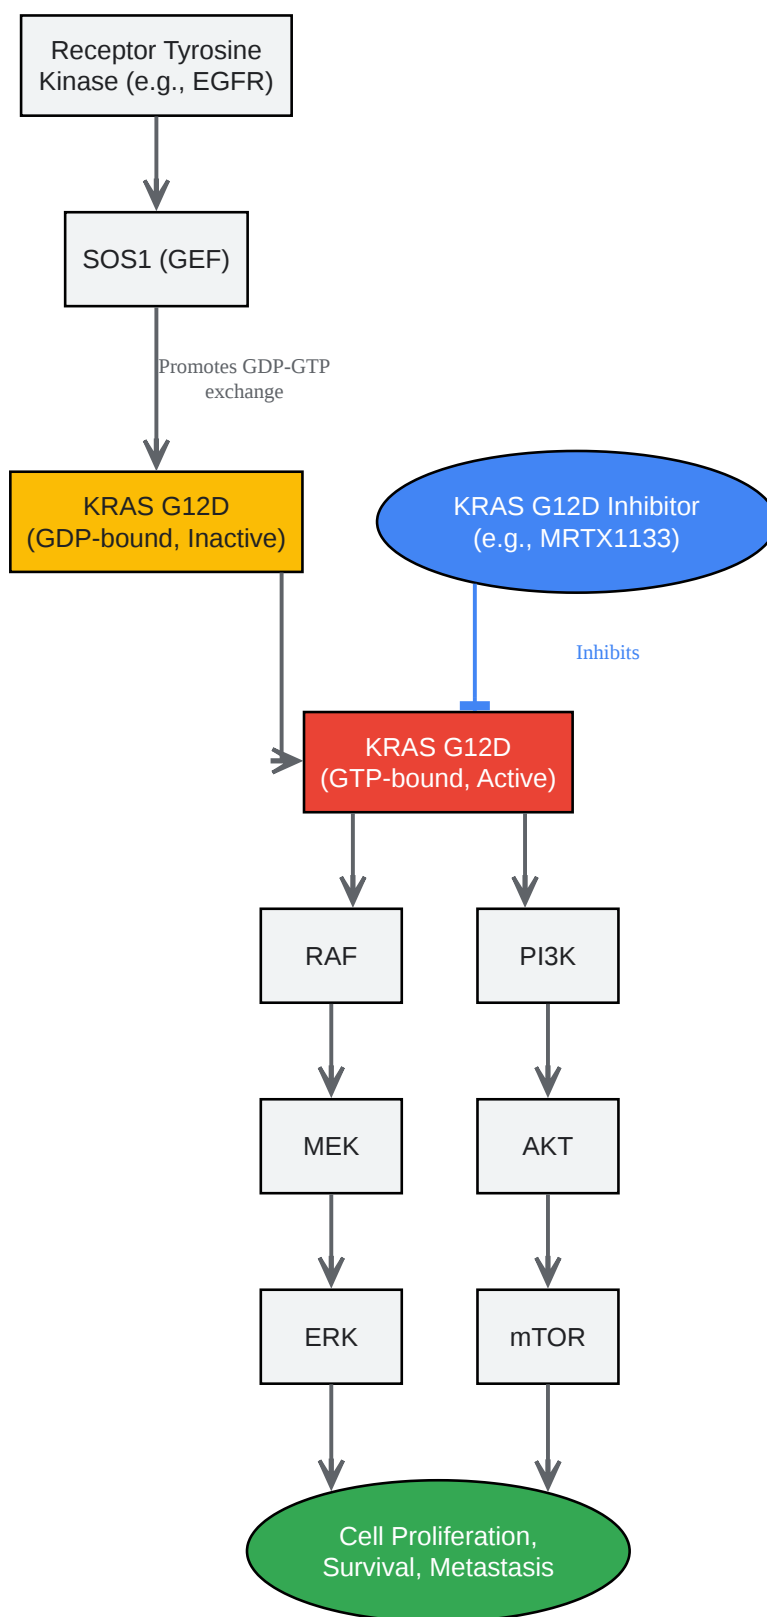 Receptor Tyrosine
Kinase (e.g., EGFR)
SOS1 (GEF)
Promotes GDP-GTP
exchange
KRAS G12D
(GDP-bound, Inactive)
KRAS G12D Inhibitor
(e.g., MRTX1133)
Inhibits
KRAS G12D
(GTP-bound, Active)
RAF
PI3K
MEK
AKT
ERK
mTOR
Cell Proliferation,
Survival, Metastasis